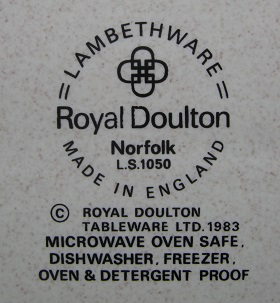 = LAMBETHWARE =
Royal Doulton
Norfolk
L.S.1050
MADE IN ENGLAND
© ROYAL DOULTON
TABLEWARE LTD.1983
MICROWAVE OVEN SAFE,
DISHWASHER, FREEZER,
OVEN & DETERGENT PROOF